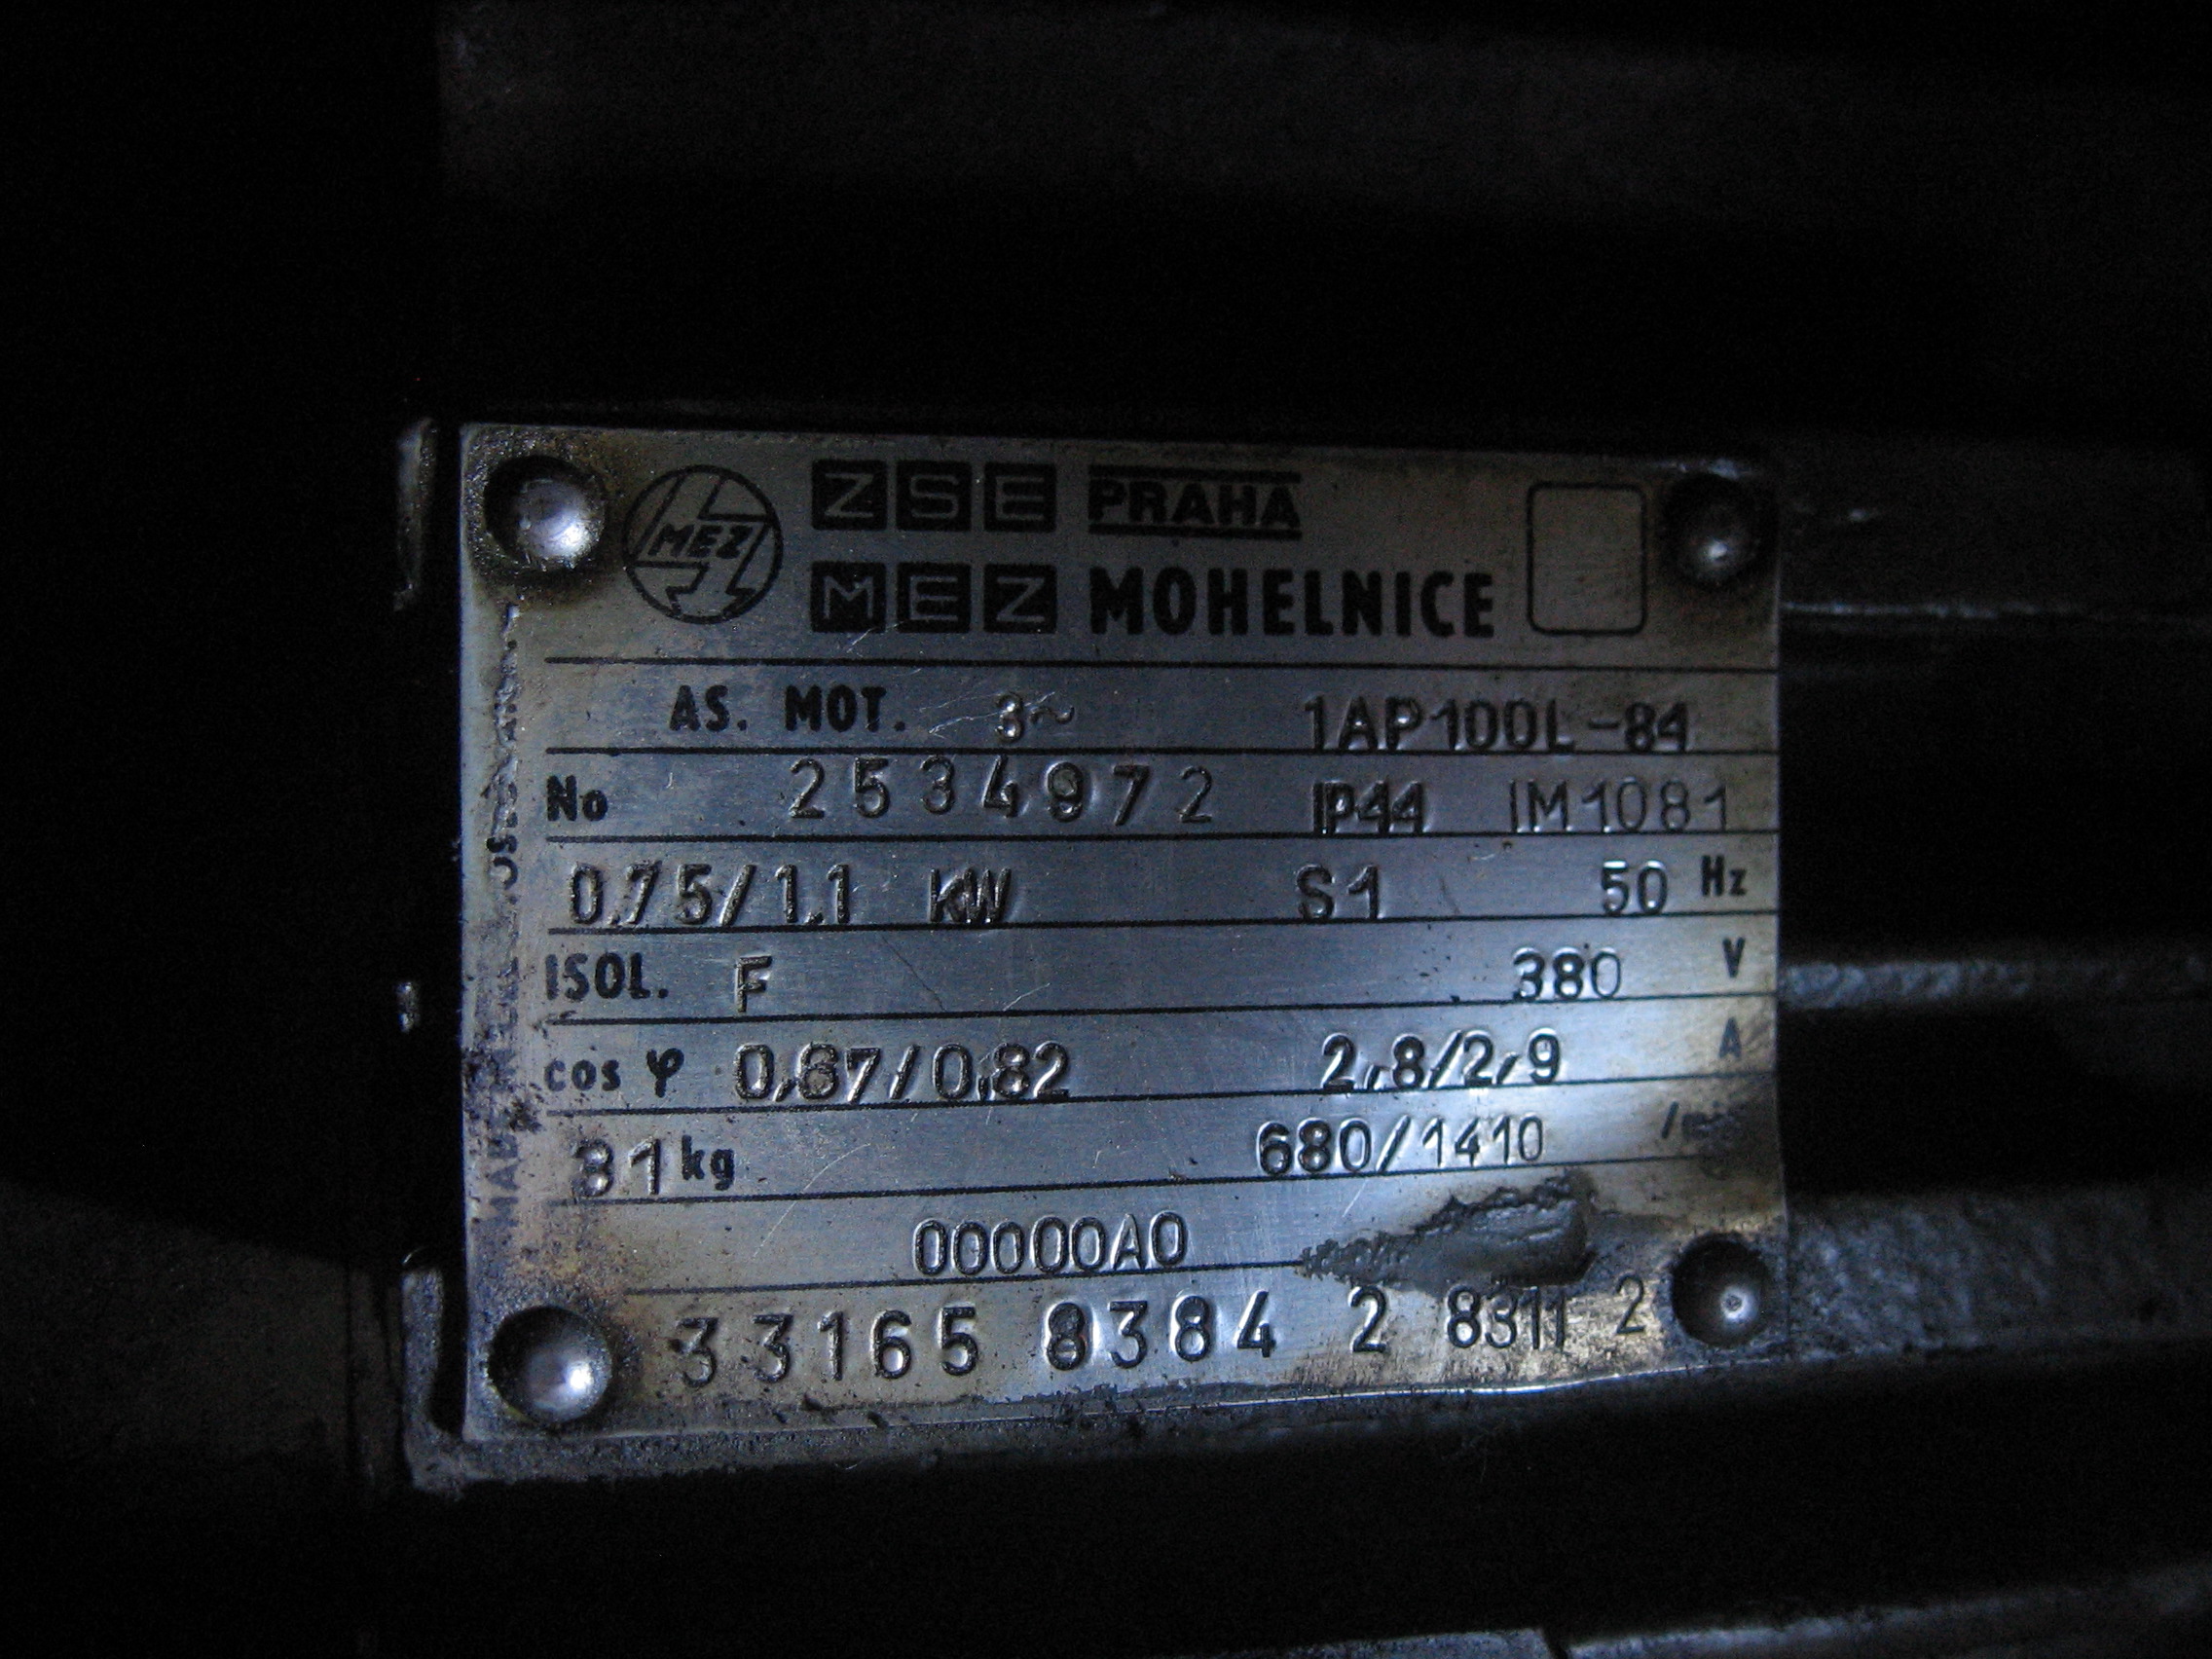 MEZ
ZSE PRAHA
MEZ MOHELNICE
AS. MOT. 3~ 1AP100L-84
No 2534972 IP44 IM1081
0.75/1.1 KW S1 50 Hz
ISOL. F 380 V
cos φ 0,67/0,82 2,8/2,9 A
31 kg 680/1410 /min
00000A0
33165 8384 2 8311 2